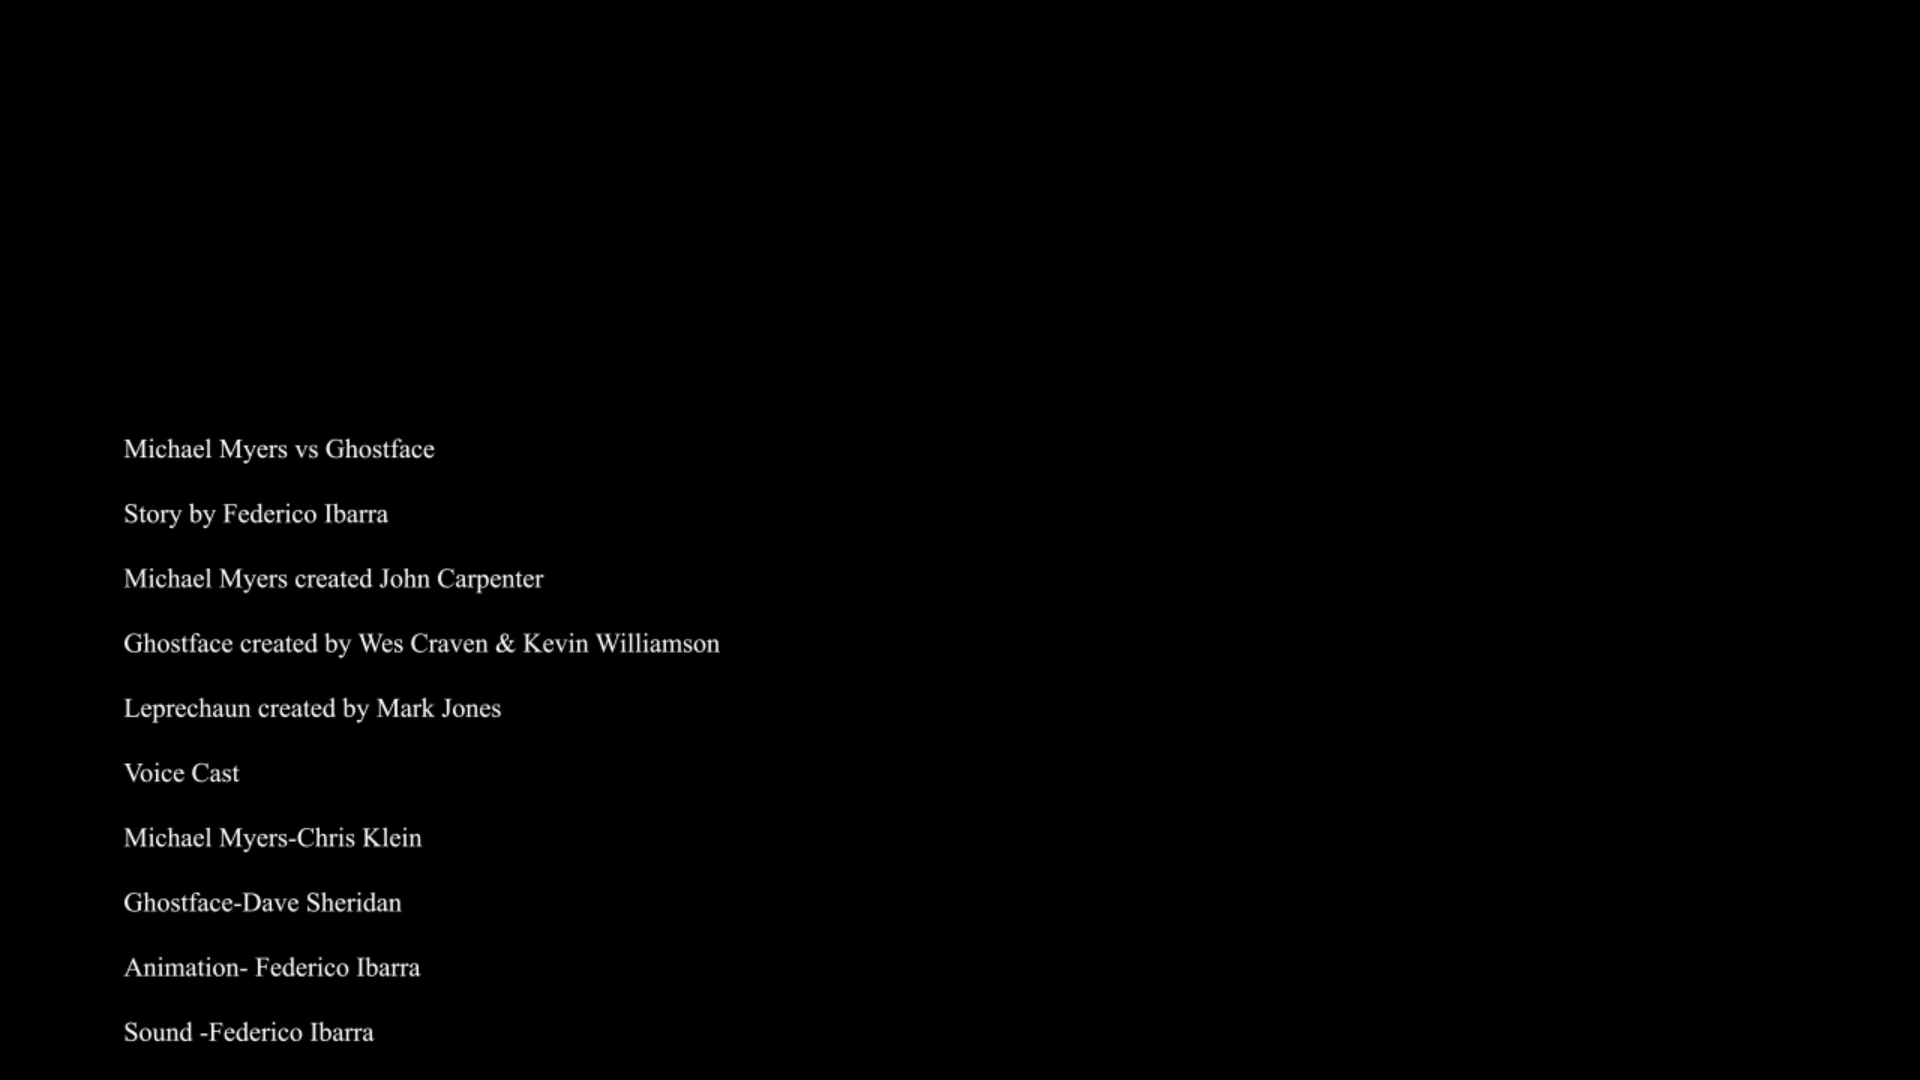 Michael Myers vs Ghostface
Story by Federico Ibarra
Michael Myers created John Carpenter
Ghostface created by Wes Craven & Kevin Williamson
Leprechaun created by Mark Jones
Voice Cast
Michael Myers-Chris Klein
Ghostface-Dave Sheridan
Animation- Federico Ibarra
Sound -Federico Ibarra